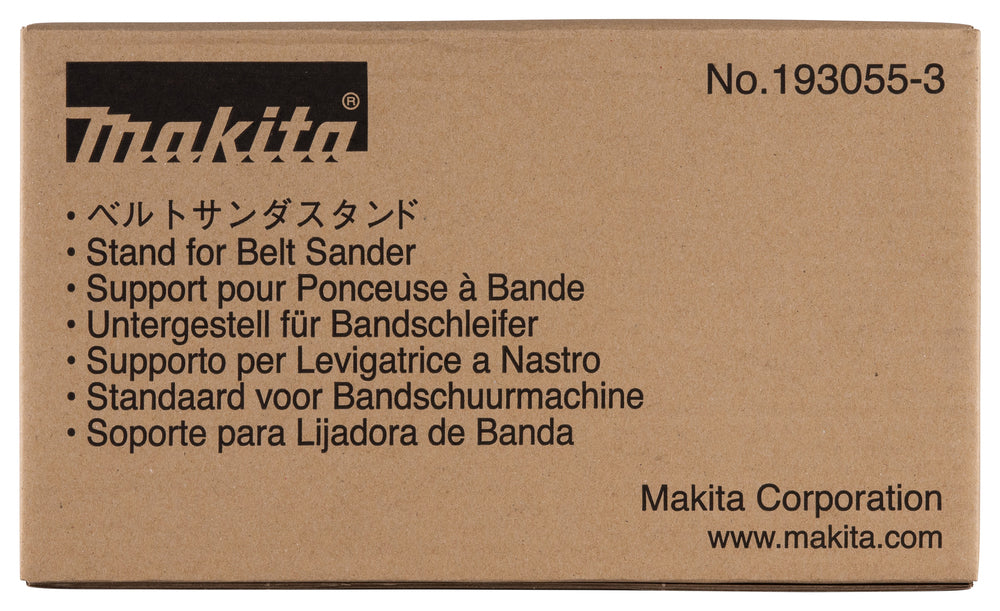 No.193055-3
makita®
• ベルトサンダスタンド
• Stand for Belt Sander
• Support pour Ponceuse à Bande
• Untergestell für Bandschleifer
• Supporto per Levigatrice a Nastro
• Standaard voor Bandschuurmachine
• Soporte para Lijadora de Banda
Makita Corporation
www.makita.com